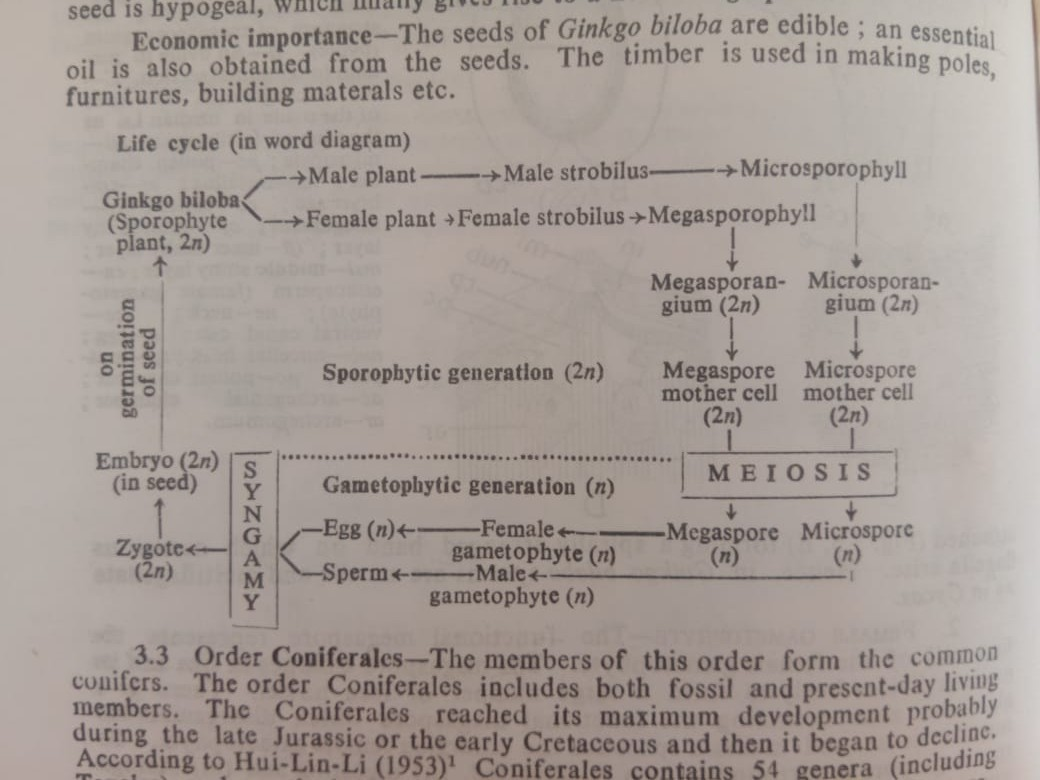 seed is hypogeal, which finally gives
Economic importance—The seeds of Ginkgo biloba are edible ; an essential
oil is also obtained from the seeds. The timber is used in making poles,
furnitures, building materals etc.
Life cycle (in word diagram)
→Male plant → Male strobilus → Microsporophyll
Ginkgo biloba
(Sporophyte
plant, 2n)
→Female plant →Female strobilus →Megasporophyll
Megasporan-
gium (2n)
Microsporan-
gium (2n)
on
germination
of seed
Sporophytic generation (2n)
Megaspore
mother cell
(2n)
Microspore
mother cell
(2n)
Embryo (2n)
(in seed)
SYNGAMY
MEIOSIS
Gametophytic generation (n)
Egg (n)← Female← Megaspore Microspore
gametophyte (n) (n) (n)
Zygote←
(2n)
Sperm← Male←
gametophyte (n)
3.3 Order Coniferales—The members of this order form the common
conifers. The order Coniferales includes both fossil and present-day living
members. The Coniferales reached its maximum development probably
during the late Jurassic or the early Cretaceous and then it began to decline.
According to Hui-Lin-Li (1953)¹ Coniferales contains 54 genera (including